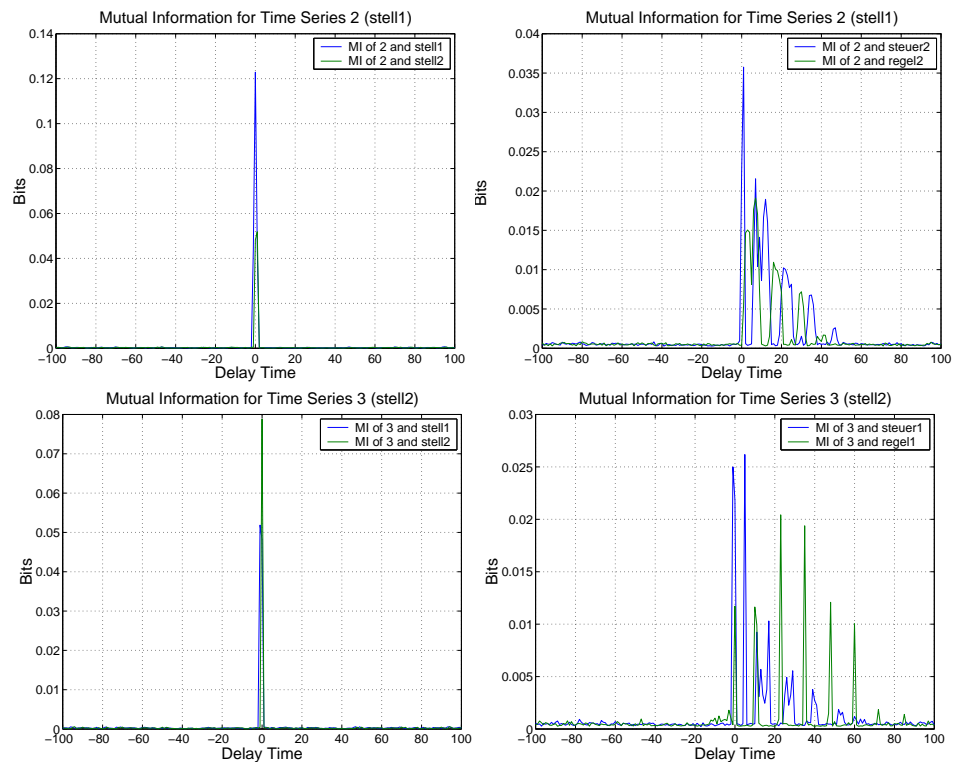 Mutual Information for Time Series 2 (stell1)
MI of 2 and stell1
MI of 2 and stell2
Bits
0.14
0.12
0.1
0.08
0.06
0.04
0.02
0
−100 −80 −60 −40 −20 0 20 40 60 80 100
Delay Time
Mutual Information for Time Series 2 (stell1)
MI of 2 and steuer2
MI of 2 and regel2
Bits
0.04
0.035
0.03
0.025
0.02
0.015
0.01
0.005
0
−100 −80 −60 −40 −20 0 20 40 60 80 100
Delay Time
Mutual Information for Time Series 3 (stell2)
MI of 3 and stell1
MI of 3 and stell2
Bits
0.08
0.07
0.06
0.05
0.04
0.03
0.02
0.01
0
−100 −80 −60 −40 −20 0 20 40 60 80 100
Delay Time
Mutual Information for Time Series 3 (stell2)
MI of 3 and steuer1
MI of 3 and regel1
Bits
0.03
0.025
0.02
0.015
0.01
0.005
0
−100 −80 −60 −40 −20 0 20 40 60 80 100
Delay Time